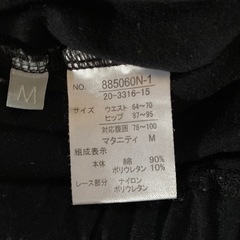 M
NO. 885060N-1
20-3316-15
サイズ ウエスト 64~70
ヒップ 87~95
対応腹囲 78~100
マタニティ M
組成表示
本体 綿 90%
ポリウレタン 10%
レース部分 ナイロン
ポリウレタン